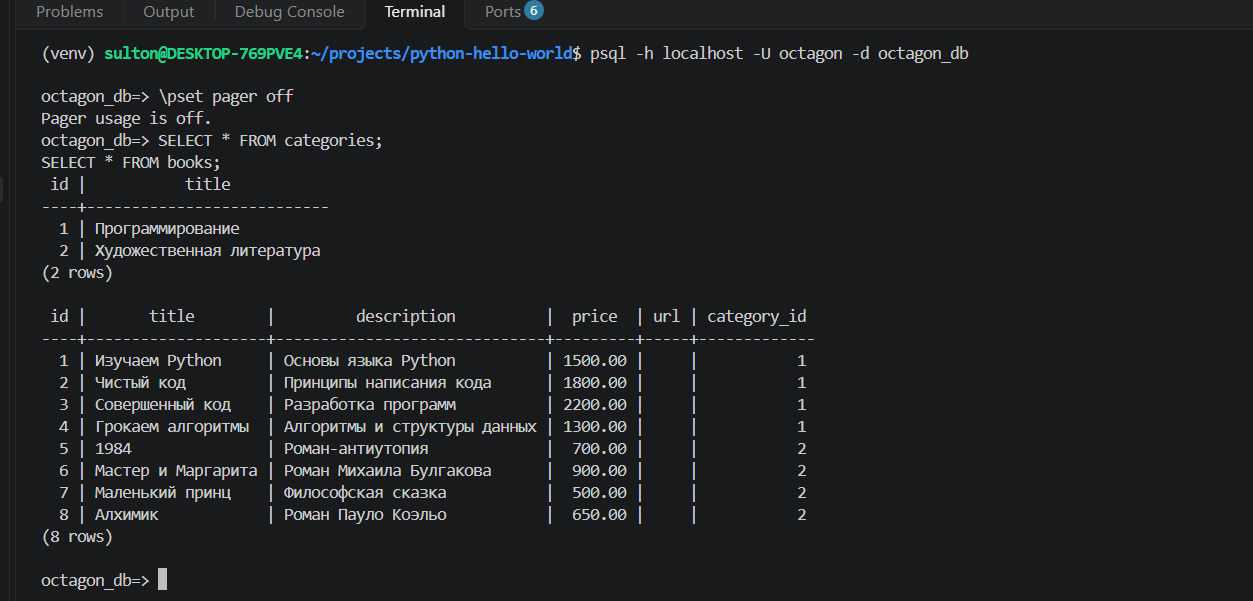 Problems Output Debug Console Terminal Ports 6
(venv) sulton@DESKTOP-769PVE4:~/projects/python-hello-world$ psql -h localhost -U octagon -d octagon_db
octagon_db=> \pset pager off
Pager usage is off.
octagon_db=> SELECT * FROM categories;
SELECT * FROM books;
 id |           title
----+---------------------------
  1 | Программирование
  2 | Художественная литература
(2 rows)
 id |       title        |         description         |  price  | url | category_id
----+--------------------+-----------------------------+---------+-----+-------------
  1 | Изучаем Python     | Основы языка Python         | 1500.00 |     |           1
  2 | Чистый код         | Принципы написания кода     | 1800.00 |     |           1
  3 | Совершенный код    | Разработка программ         | 2200.00 |     |           1
  4 | Грокаем алгоритмы  | Алгоритмы и структуры данных | 1300.00 |     |           1
  5 | 1984               | Роман-антиутопия            |  700.00 |     |           2
  6 | Мастер и Маргарита | Роман Михаила Булгакова     |  900.00 |     |           2
  7 | Маленький принц    | Философская сказка          |  500.00 |     |           2
  8 | Алхимик            | Роман Пауло Коэльо          |  650.00 |     |           2
(8 rows)
octagon_db=>